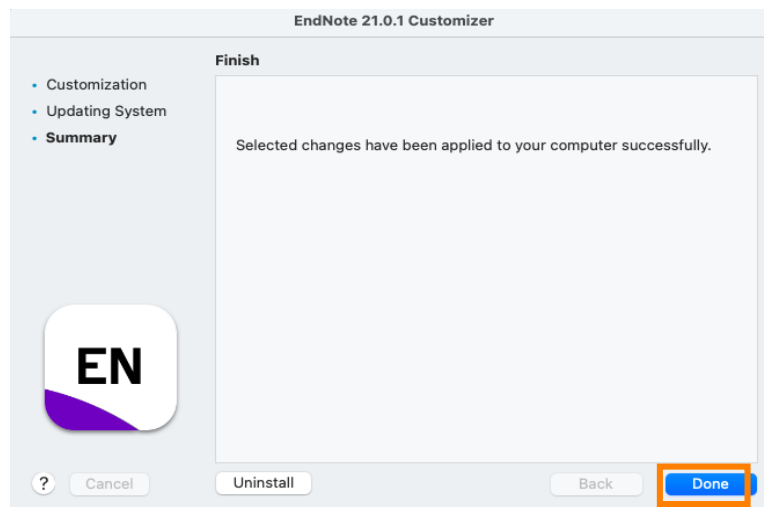 EndNote 21.0.1 Customizer
Finish
• Customization
• Updating System
• Summary
Selected changes have been applied to your computer successfully.
EN
? Cancel Uninstall Back Done